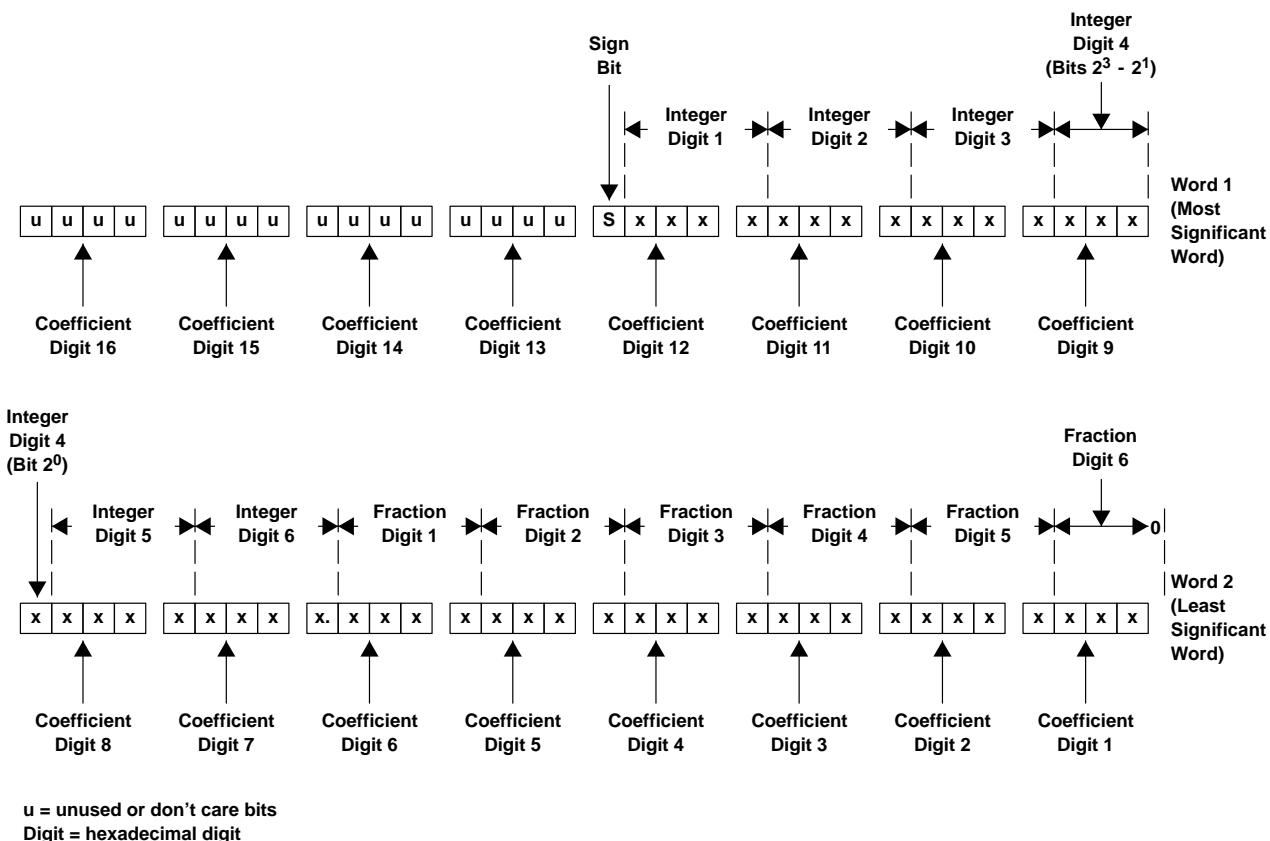 Sign
Bit
Integer
Digit 4
(Bits 2³ - 2¹)
Integer
Digit 1
Integer
Digit 2
Integer
Digit 3
u u u u u u u u u u u u u u u u S x x x x x x x x x x x x x x x
Word 1
(Most
Significant
Word)
Coefficient
Digit 16
Coefficient
Digit 15
Coefficient
Digit 14
Coefficient
Digit 13
Coefficient
Digit 12
Coefficient
Digit 11
Coefficient
Digit 10
Coefficient
Digit 9
Integer
Digit 4
(Bit 2⁰)
Fraction
Digit 6
Integer
Digit 5
Integer
Digit 6
Fraction
Digit 1
Fraction
Digit 2
Fraction
Digit 3
Fraction
Digit 4
Fraction
Digit 5
0
x x x x x x x x x. x x x x x x x x x x x x x x x x x x x x x x x
Word 2
(Least
Significant
Word)
Coefficient
Digit 8
Coefficient
Digit 7
Coefficient
Digit 6
Coefficient
Digit 5
Coefficient
Digit 4
Coefficient
Digit 3
Coefficient
Digit 2
Coefficient
Digit 1
u = unused or don’t care bits
Digit = hexadecimal digit